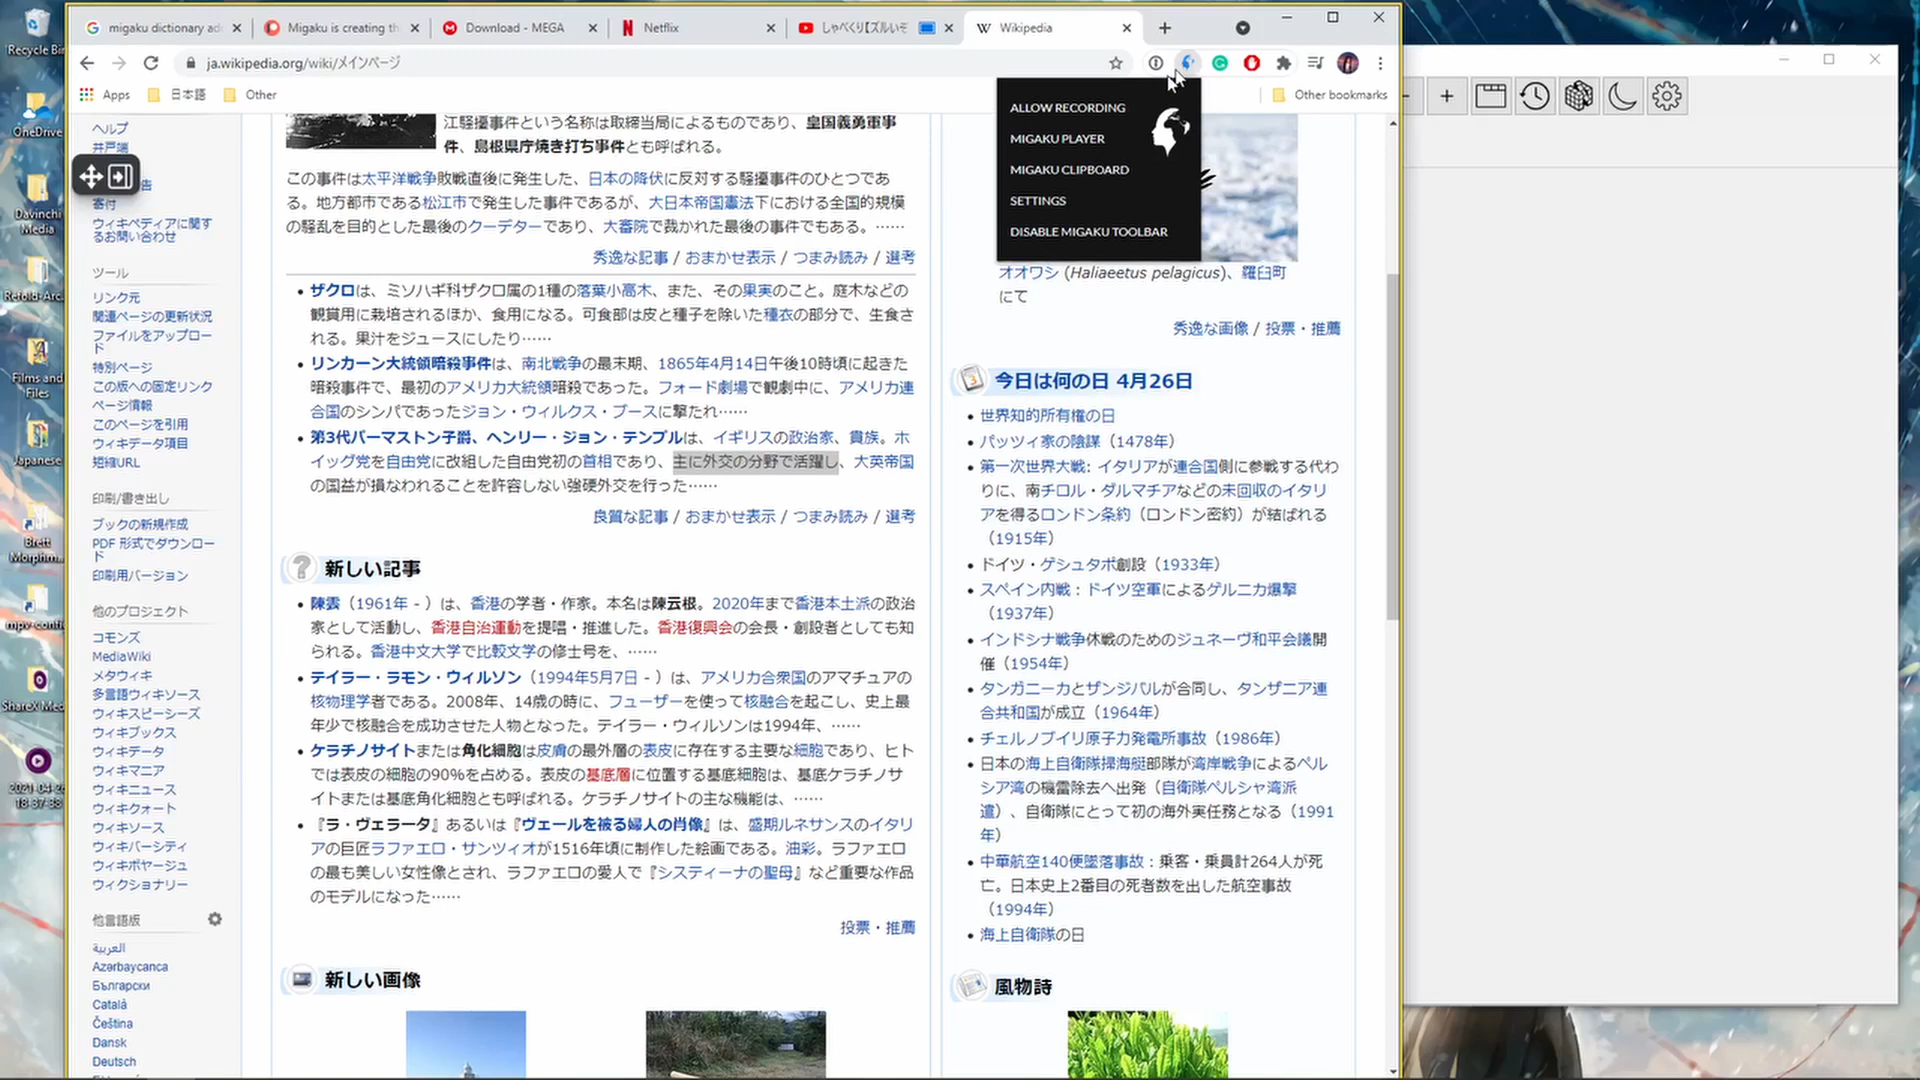 Recycle Bin
OneDrive
Davinchi
Media
Films and
Files
Japanese
Brett
Morphm...
mpv-confi
ShareX Med
2021-04-26
18-37-38
migaku dictionary ad
Migaku is creating th
Download - MEGA
Netflix
しゃべくり【ズルいぞ
Wikipedia
ja.wikipedia.org/wiki/メインページ
Apps
日本語
Other
Other bookmarks
ALLOW RECORDING
MIGAKU PLAYER
MIGAKU CLIPBOARD
SETTINGS
DISABLE MIGAKU TOOLBAR
ヘルプ
井戸端
告
寄付
ウィキペディアに関す
るお問い合わせ
ツール
リンク元
関連ページの更新状況
ファイルをアップロー
ド
特別ページ
この版への固定リンク
ページ情報
このページを引用
ウィキデータ項目
短縮URL
印刷/書き出し
ブックの新規作成
PDF 形式でダウンロー
ド
印刷用バージョン
他のプロジェクト
コモンズ
MediaWiki
メタウィキ
多言語ウィキソース
ウィキスピーシーズ
ウィキブックス
ウィキデータ
ウィキマニア
ウィキニュース
ウィキクォート
ウィキソース
ウィキバーシティ
ウィキボヤージュ
ウィクショナリー
他言語版
العربية
Azərbaycanca
Български
Català
Čeština
Dansk
Deutsch
江騒擾事件という名称は取締当局によるものであり、皇国義勇軍事
件、島根県庁焼き打ち事件とも呼ばれる。
この事件は太平洋戦争敗戦直後に発生した、日本の降伏に反対する騒擾事件のひとつであ
る。地方都市である松江市で発生した事件であるが、大日本帝国憲法下における全国的規模
の騒乱を目的とした最後のクーデターであり、大審院で裁かれた最後の事件でもある。……
秀逸な記事 / おまかせ表示 / つまみ読み / 選考
ザクロは、ミソハギ科ザクロ属の1種の落葉小高木、また、その果実のこと。庭木などの
観賞用に栽培されるほか、食用になる。可食部は皮と種子を除いた種衣の部分で、生食さ
れる。果汁をジュースにしたり……
リンカーン大統領暗殺事件は、南北戦争の最末期、1865年4月14日午後10時頃に起きた
暗殺事件で、最初のアメリカ大統領暗殺であった。フォード劇場で観劇中に、アメリカ連
合国のシンパであったジョン・ウィルクス・ブースに撃たれ……
第3代パーマストン子爵、ヘンリー・ジョン・テンプルは、イギリスの政治家、貴族。ホ
イッグ党を自由党に改組した自由党初の首相であり、主に外交の分野で活躍し、大英帝国
の国益が損なわれることを許容しない強硬外交を行った……
良質な記事 / おまかせ表示 / つまみ読み / 選考
新しい記事
陳雲（1961年 - ）は、香港の学者・作家。本名は陳云根。2020年まで香港本土派の政治
家として活動し、香港自治運動を提唱・推進した。香港復興会の会長・創設者としても知
られる。香港中文大学で比較文学の修士号を、……
テイラー・ラモン・ウィルソン（1994年5月7日 - ）は、アメリカ合衆国のアマチュアの
核物理学者である。2008年、14歳の時に、フューザーを使って核融合を起こし、史上最
年少で核融合を成功させた人物となった。テイラー・ウィルソンは1994年、……
ケラチノサイトまたは角化細胞は皮膚の最外層の表皮に存在する主要な細胞であり、ヒト
では表皮の細胞の90%を占める。表皮の基底層に位置する基底細胞は、基底ケラチノサ
イトまたは基底角化細胞とも呼ばれる。ケラチノサイトの主な機能は、……
『ラ・ヴェラータ』あるいは『ヴェールを被る婦人の肖像』は、盛期ルネサンスのイタリ
アの巨匠ラファエロ・サンツィオが1516年頃に制作した絵画である。油彩。ラファエロ
の最も美しい女性像とされ、ラファエロの愛人で『システィーナの聖母』など重要な作品
のモデルになった……
投票・推薦
新しい画像
オオワシ (Haliaeetus pelagicus)、羅臼町
にて
秀逸な画像 / 投票・推薦
今日は何の日 4月26日
世界知的所有権の日
パッツィ家の陰謀（1478年）
第一次世界大戦: イタリアが連合国側に参戦する代わ
りに、南チロル・ダルマチアなどの未回収のイタリ
アを得るロンドン条約（ロンドン密約）が結ばれる
（1915年）
ドイツ・ゲシュタポ創設（1933年）
スペイン内戦：ドイツ空軍によるゲルニカ爆撃
（1937年）
インドシナ戦争休戦のためのジュネーヴ和平会議開
催（1954年）
タンガニーカとザンジバルが合同し、タンザニア連
合共和国が成立（1964年）
チェルノブイリ原子力発電所事故（1986年）
日本の海上自衛隊掃海艇部隊が湾岸戦争によるペル
シア湾の機雷除去へ出発（自衛隊ペルシャ湾派
遣）、自衛隊にとって初の海外実任務となる（1991
年）
中華航空140便墜落事故：乗客・乗員計264人が死
亡。日本史上2番目の死者数を出した航空事故
（1994年）
海上自衛隊の日
風物詩